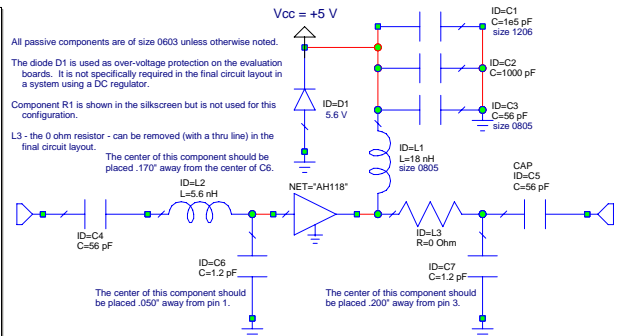 Vcc = +5 V
All passive components are of size 0603 unless otherwise noted.
The diode D1 is used as over-voltage protection on the evaluation
boards. It is not specifically required in the final circuit layout in
a system using a DC regulator.
Component R1 is shown in the silkscreen but is not used for this
configuration.
L3 - the 0 ohm resistor - can be removed (with a thru line) in the
final circuit layout.
The center of this component should be
placed .170" away from the center of C6.
ID=C1
C=1e5 pF
size 1206
ID=C2
C=1000 pF
ID=C3
C=56 pF
size 0805
ID=D1
5.6 V
ID=L1
L=18 nH
size 0805
ID=L2
L=5.6 nH
NET="AH118"
CAP
ID=C5
C=56 pF
ID=C4
C=56 pF
ID=L3
R=0 Ohm
ID=C6
C=1.2 pF
ID=C7
C=1.2 pF
The center of this component should
be placed .050" away from pin 1.
The center of this component should
be placed .200" away from pin 3.